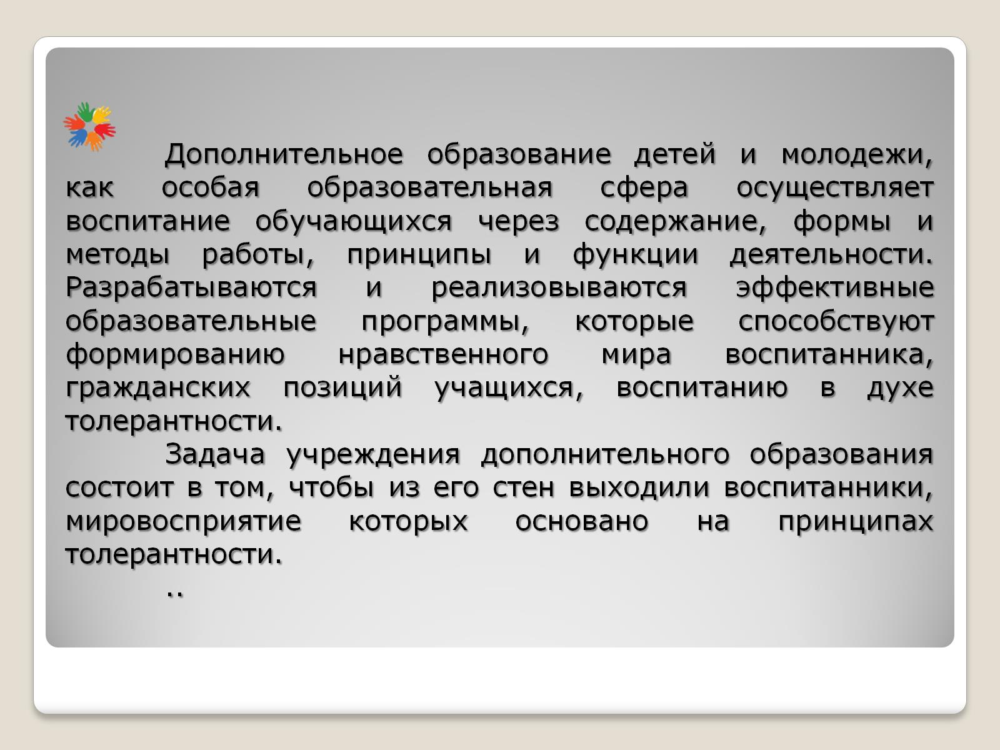 Дополнительное образование детей и молодежи,
как особая образовательная сфера осуществляет
воспитание обучающихся через содержание, формы и
методы работы, принципы и функции деятельности.
Разрабатываются и реализовываются эффективные
образовательные программы, которые способствуют
формированию нравственного мира воспитанника,
гражданских позиций учащихся, воспитанию в духе
толерантности.
Задача учреждения дополнительного образования
состоит в том, чтобы из его стен выходили воспитанники,
мировосприятие которых основано на принципах
толерантности.
..